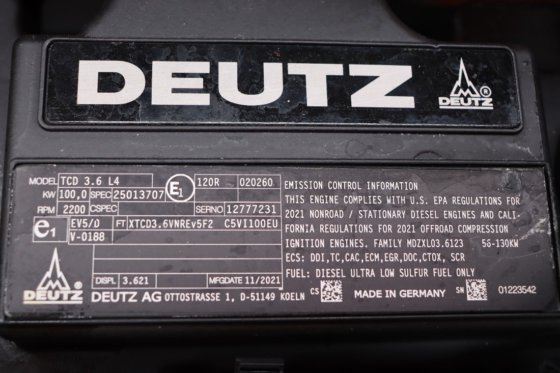 DEUTZ
DEUTZ ®
MODEL TCD 3.6 L4
KW 100,0 SPEC 25013707
RPM 2200 CSPEC
E1 120R 020260
SERNO 12777231
e1 EV5/D FT XTCD3.6VNREv5F2 C5VI100EU
V-0188
DISPL 3.621 MFGDATE 11/2021
DEUTZ
DEUTZ AG OTTOSTRASSE 1, D-51149 KOELN
EMISSION CONTROL INFORMATION
THIS ENGINE COMPLIES WITH U.S. EPA REGULATIONS FOR
2021 NONROAD / STATIONARY DIESEL ENGINES AND CALI-
FORNIA REGULATIONS FOR 2021 OFFROAD COMPRESSION
IGNITION ENGINES. FAMILY MDZXL03.6123 56-130KW
ECS: DDI,TC,CAC,ECM,EGR,DOC,CTOX, SCR
FUEL: DIESEL ULTRA LOW SULFUR FUEL ONLY
CS MADE IN GERMANY SN 01223542